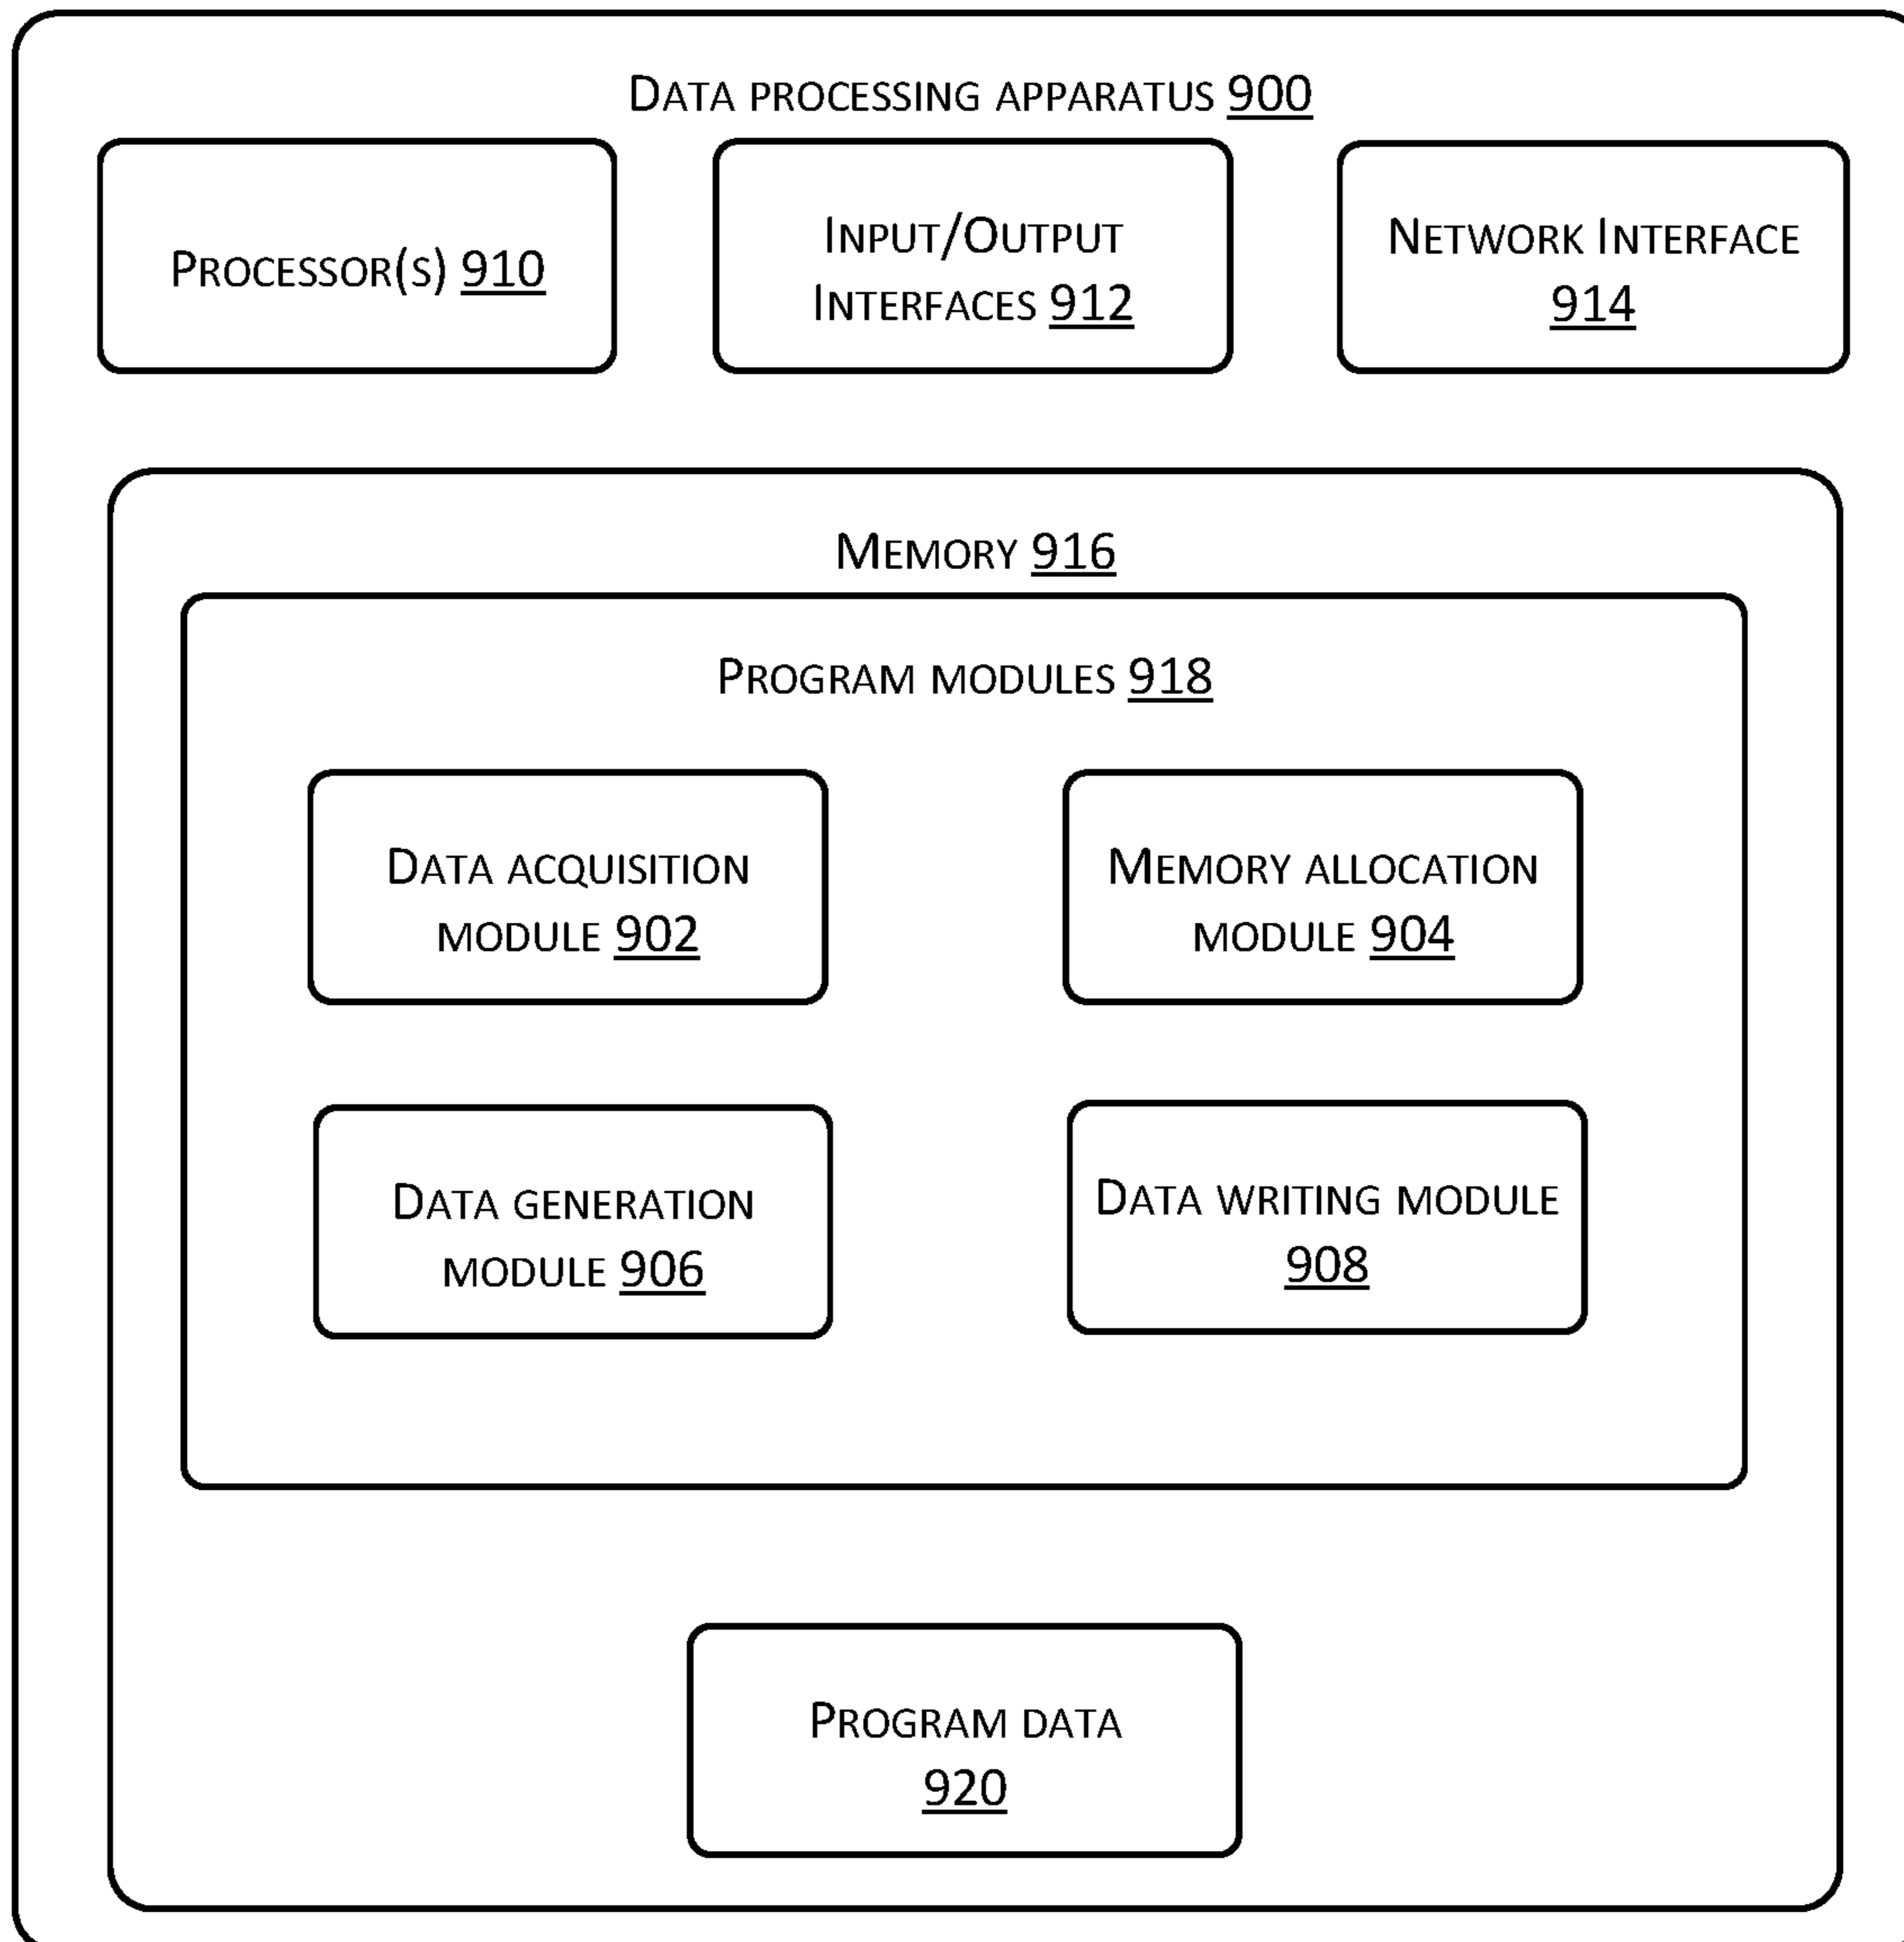 DATA PROCESSING APPARATUS 900
PROCESSOR(S) 910
INPUT/OUTPUT
INTERFACES 912
NETWORK INTERFACE
914
MEMORY 916
PROGRAM MODULES 918
DATA ACQUISITION
MODULE 902
MEMORY ALLOCATION
MODULE 904
DATA GENERATION
MODULE 906
DATA WRITING MODULE
908
PROGRAM DATA
920